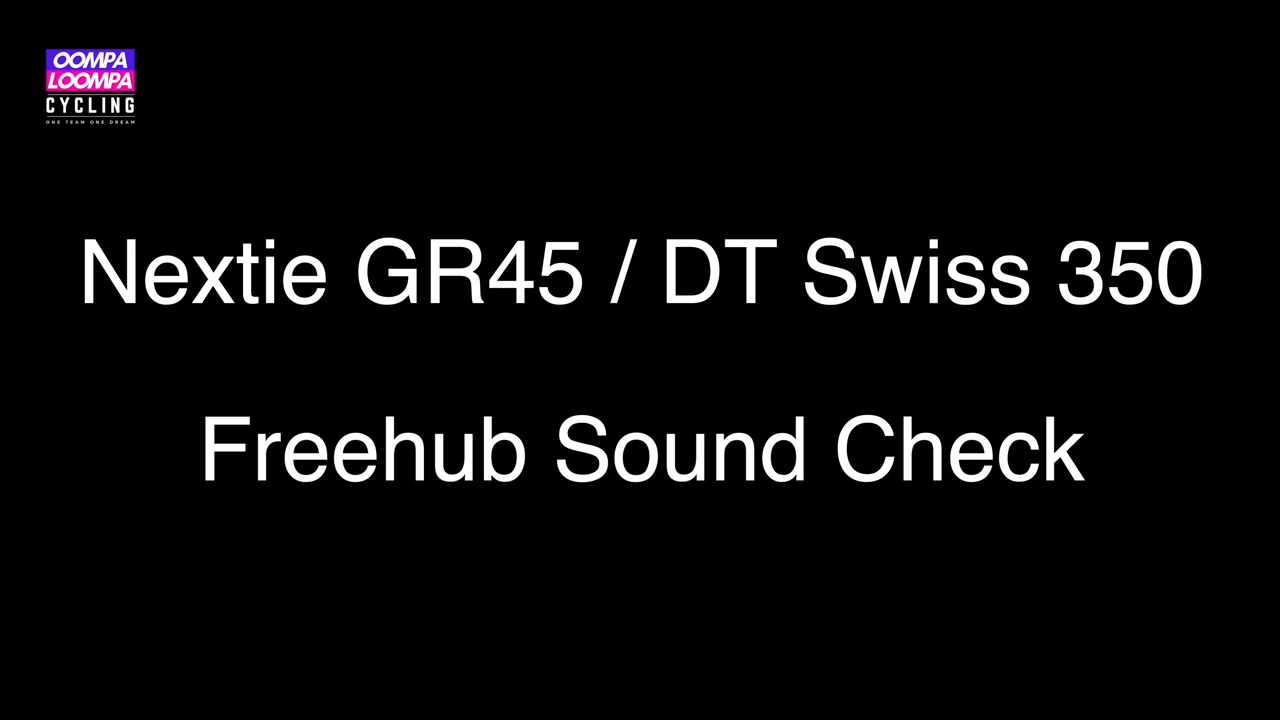 OOMPA
LOOMPA
CYCLING
ONE TEAM ONE DREAM
Nextie GR45 / DT Swiss 350
Freehub Sound Check